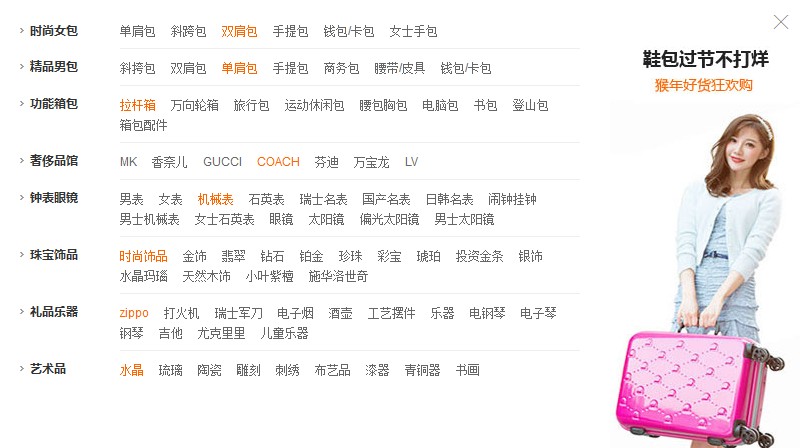 时尚女包 单肩包 斜跨包 双肩包 手提包 钱包/卡包 女士手包
精品男包 斜挎包 双肩包 单肩包 手提包 商务包 腰带/皮具 钱包/卡包
功能箱包 拉杆箱 万向轮箱 旅行包 运动休闲包 腰包胸包 电脑包 书包 登山包
箱包配件
奢侈品馆 MK 香奈儿 GUCCI COACH 芬迪 万宝龙 LV
钟表眼镜 男表 女表 机械表 石英表 瑞士名表 国产名表 日韩名表 闹钟挂钟
男士机械表 女士石英表 眼镜 太阳镜 偏光太阳镜 男士太阳镜
珠宝饰品 时尚饰品 金饰 翡翠 钻石 铂金 珍珠 彩宝 琥珀 投资金条 银饰
水晶玛瑙 天然木饰 小叶紫檀 施华洛世奇
礼品乐器 zippo 打火机 瑞士军刀 电子烟 酒壶 工艺摆件 乐器 电钢琴 电子琴
钢琴 吉他 尤克里里 儿童乐器
艺术品 水晶 琉璃 陶瓷 雕刻 刺绣 布艺品 漆器 青铜器 书画
鞋包过节不打烊
猴年好货狂欢购